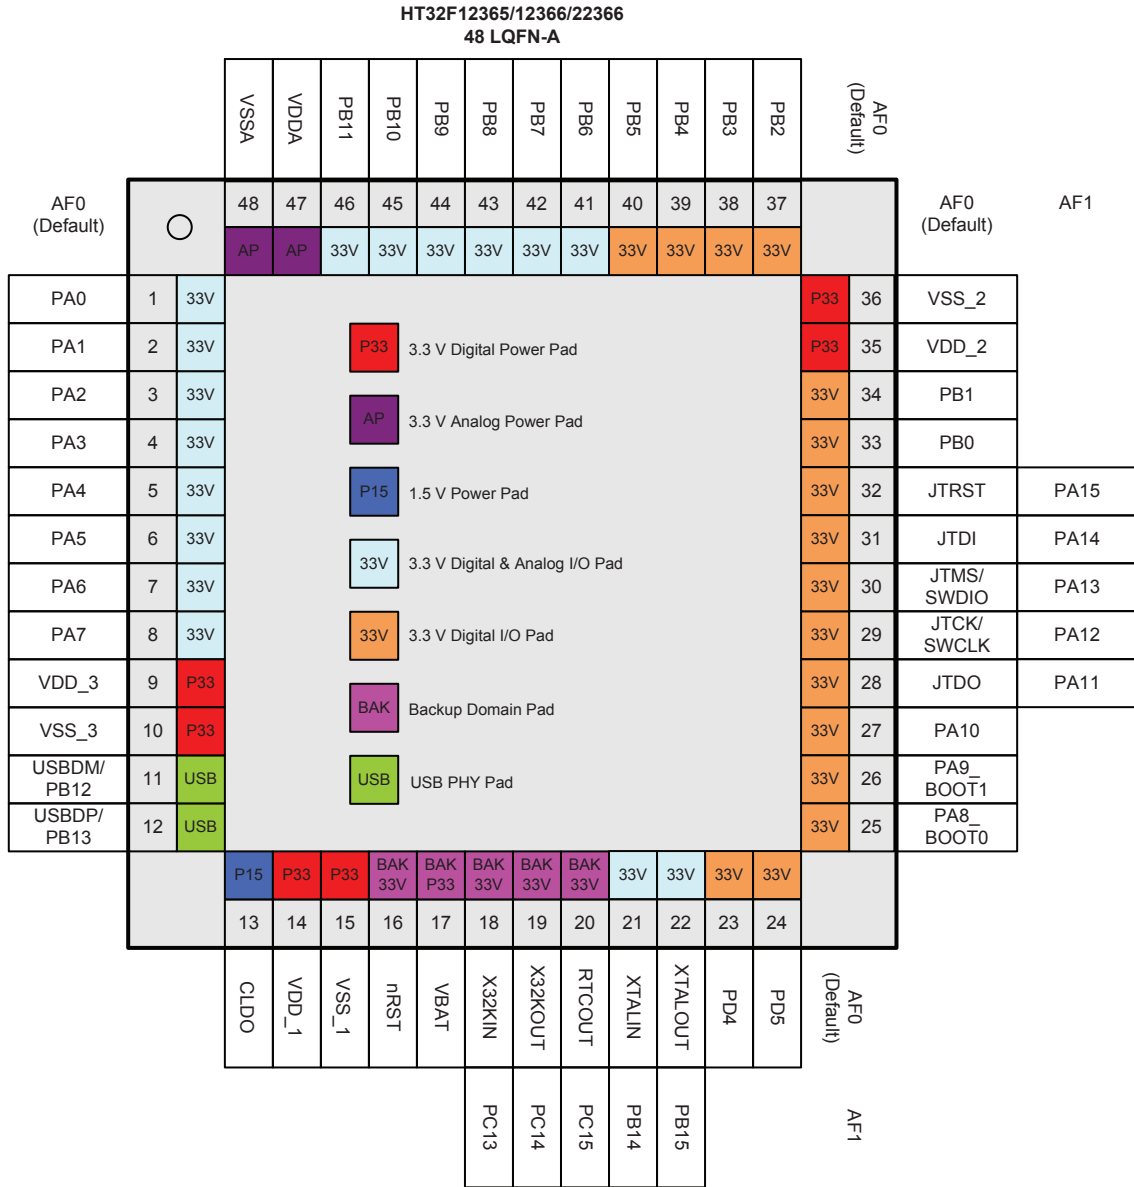 HT32F12365/12366/22366
48 LQFN-A
VSSA
VDDA
PB11
PB10
PB9
PB8
PB7
PB6
PB5
PB4
PB3
PB2
AF0
(Default)
AF0
(Default)
48 47 46 45 44 43 42 41 40 39 38 37
AF0
(Default)
AF1
AP AP 33V 33V 33V 33V 33V 33V 33V 33V 33V 33V
PA0 1 33V
P33 36 VSS_2
PA1 2 33V
P33 35 VDD_2
PA2 3 33V
33V 34 PB1
PA3 4 33V
33V 33 PB0
PA4 5 33V
33V 32 JTRST PA15
PA5 6 33V
33V 31 JTDI PA14
PA6 7 33V
33V 30 JTMS/
SWDIO PA13
PA7 8 33V
33V 29 JTCK/
SWCLK PA12
VDD_3 9 P33
33V 28 JTDO PA11
VSS_3 10 P33
33V 27 PA10
USBDM/
PB12 11 USB
33V 26 PA9_
BOOT1
USBDP/
PB13 12 USB
33V 25 PA8_
BOOT0
P33 3.3 V Digital Power Pad
AP 3.3 V Analog Power Pad
P15 1.5 V Power Pad
33V 3.3 V Digital & Analog I/O Pad
33V 3.3 V Digital I/O Pad
BAK Backup Domain Pad
USB USB PHY Pad
P15 P33 P33 BAK
33V BAK
P33 BAK
33V BAK
33V BAK
33V 33V 33V 33V 33V
13 14 15 16 17 18 19 20 21 22 23 24
CLDO
VDD_1
VSS_1
nRST
VBAT
X32KIN
X32KOUT
RTCOUT
XTALIN
XTALOUT
PD4
PD5
AF0
(Default)
PC13
PC14
PC15
PB14
PB15
AF1